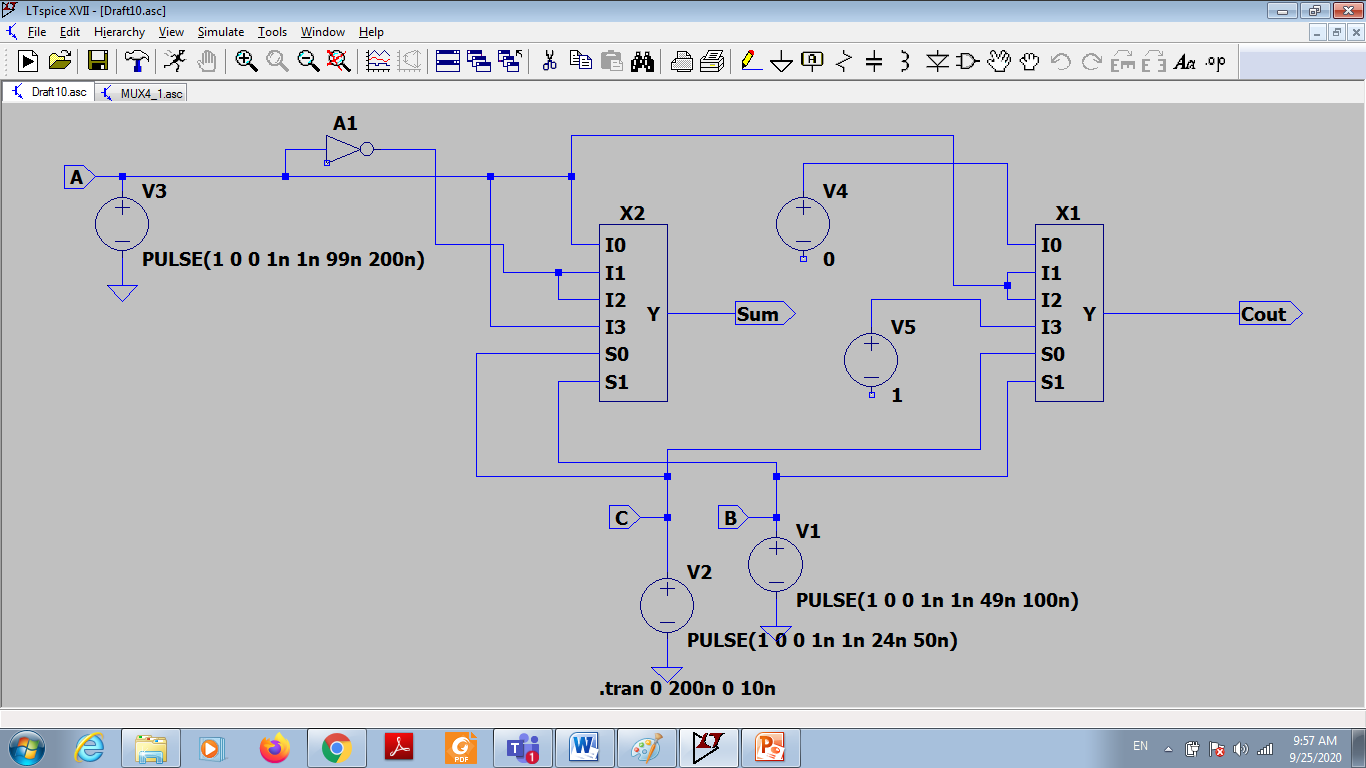 LTspice XVII - [Draft10.asc]
File Edit Hierarchy View Simulate Tools Window Help
Aa .op
Draft10.asc MUX4_1.asc
A1
A
V3
PULSE(1 0 0 1n 1n 99n 200n)
X2
I0
I1
I2
I3
S0
S1
Y
Sum
V4
0
V5
1
X1
I0
I1
I2
I3
S0
S1
Y
Cout
C
B
V1
PULSE(1 0 0 1n 1n 49n 100n)
V2
PULSE(1 0 0 1n 1n 24n 50n)
.tran 0 200n 0 10n
PDF
1
EN
9:57 AM
9/25/2020